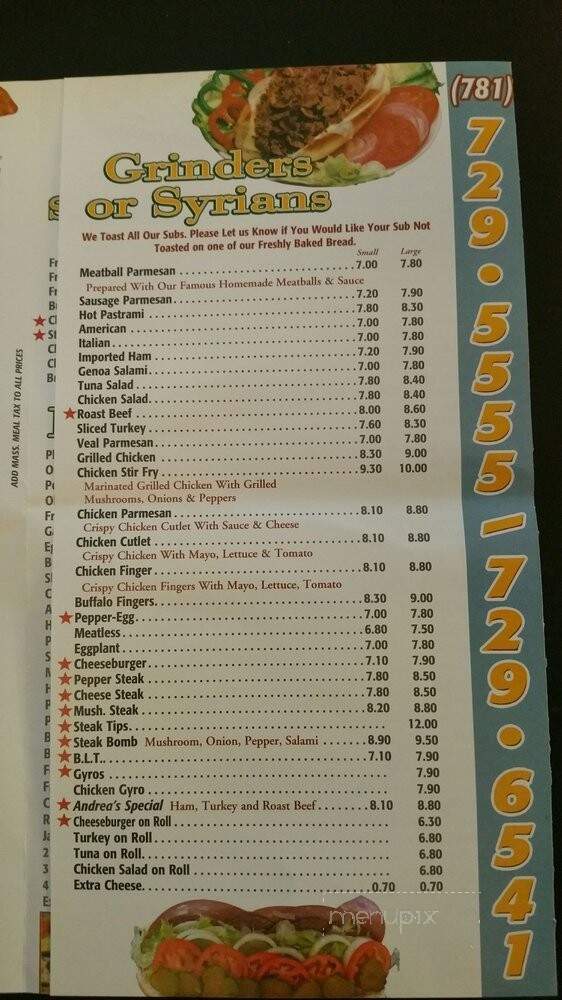 (781)
729•5555-729•6541
Grinders
or Syrians
We Toast All Our Subs. Please Let us Know if You Would Like Your Sub Not
Toasted on one of our Freshly Baked Bread.
Small Large
Meatball Parmesan 7.00 7.80
Prepared With Our Famous Homemade Meatballs & Sauce
Sausage Parmesan 7.20 7.90
Hot Pastrami 7.80 8.30
American 7.00 7.80
Italian 7.00 7.80
Imported Ham 7.20 7.90
Genoa Salami 7.00 7.80
Tuna Salad 7.80 8.40
Chicken Salad 7.80 8.40
Roast Beef 8.00 8.60
Sliced Turkey 7.60 8.30
Veal Parmesan 7.00 7.80
Grilled Chicken 8.30 9.00
Chicken Stir Fry 9.30 10.00
Marinated Grilled Chicken With Grilled
Mushrooms, Onions & Peppers
Chicken Parmesan 8.10 8.80
Crispy Chicken Cutlet With Sauce & Cheese
Chicken Cutlet 8.10 8.80
Crispy Chicken With Mayo, Lettuce & Tomato
Chicken Finger 8.10 8.80
Crispy Chicken Fingers With Mayo, Lettuce, Tomato
Buffalo Fingers 8.30 9.00
Pepper-Egg 7.00 7.80
Meatless 6.80 7.50
Eggplant 7.00 7.80
Cheeseburger 7.10 7.90
Pepper Steak 7.80 8.50
Cheese Steak 7.80 8.50
Mush. Steak 8.20 8.80
Steak Tips 12.00
Steak Bomb Mushroom, Onion, Pepper, Salami 8.90 9.50
B.L.T. 7.10 7.90
Gyros 7.90
Chicken Gyro 7.90
Andrea's Special Ham, Turkey and Roast Beef 8.10 8.80
Cheeseburger on Roll 6.30
Turkey on Roll 6.80
Tuna on Roll 6.80
Chicken Salad on Roll 6.80
Extra Cheese 0.70 0.70
ADD MASS. MEAL TAX TO ALL PRICES
menupix